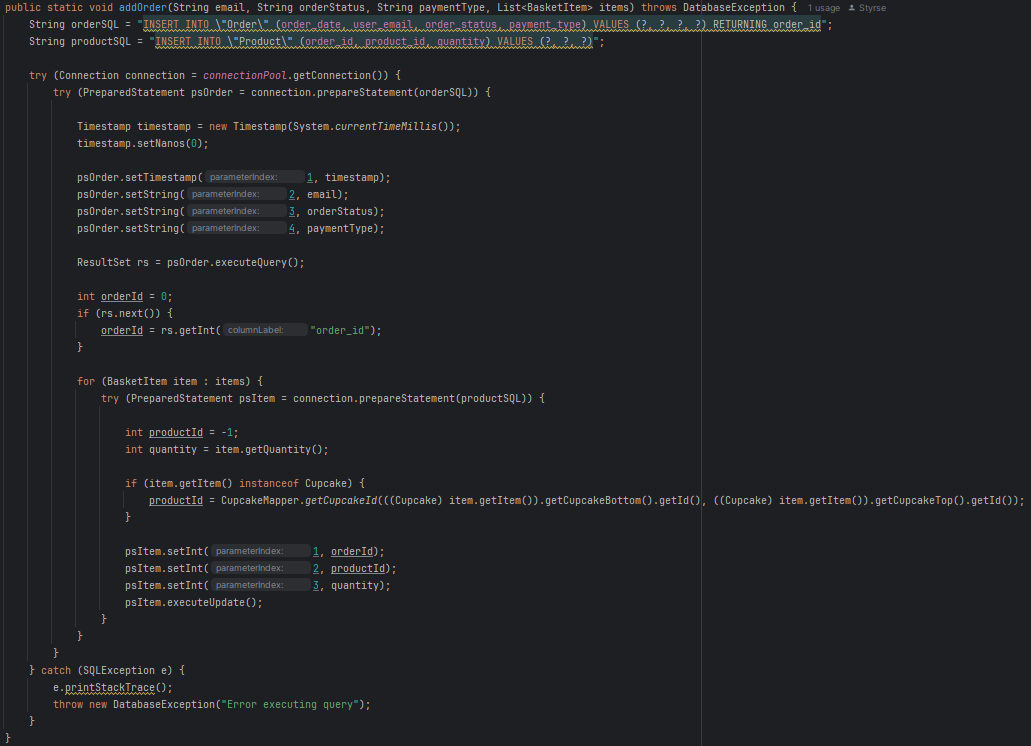 public static void addOrder(String email, String orderStatus, String paymentType, List<BasketItem> items) throws DatabaseException { 1 usage Styrse
    String orderSQL = "INSERT INTO \"Order\" (order_date, user_email, order_status, payment_type) VALUES (?, ?, ?, ?) RETURNING order_id";
    String productSQL = "INSERT INTO \"Product\" (order_id, product_id, quantity) VALUES (?, ?, ?)";

    try (Connection connection = connectionPool.getConnection()) {
        try (PreparedStatement psOrder = connection.prepareStatement(orderSQL)) {

            Timestamp timestamp = new Timestamp(System.currentTimeMillis());
            timestamp.setNanos(0);

            psOrder.setTimestamp( parameterIndex: 1, timestamp);
            psOrder.setString( parameterIndex: 2, email);
            psOrder.setString( parameterIndex: 3, orderStatus);
            psOrder.setString( parameterIndex: 4, paymentType);

            ResultSet rs = psOrder.executeQuery();

            int orderId = 0;
            if (rs.next()) {
                orderId = rs.getInt( columnLabel: "order_id");
            }

            for (BasketItem item : items) {
                try (PreparedStatement psItem = connection.prepareStatement(productSQL)) {

                    int productId = -1;
                    int quantity = item.getQuantity();

                    if (item.getItem() instanceof Cupcake) {
                        productId = CupcakeMapper.getCupcakeId(((Cupcake) item.getItem()).getCupcakeBottom().getId(), ((Cupcake) item.getItem()).getCupcakeTop().getId());
                    }

                    psItem.setInt( parameterIndex: 1, orderId);
                    psItem.setInt( parameterIndex: 2, productId);
                    psItem.setInt( parameterIndex: 3, quantity);
                    psItem.executeUpdate();
                }
            }
        }
    } catch (SQLException e) {
        e.printStackTrace();
        throw new DatabaseException("Error executing query");
    }
}